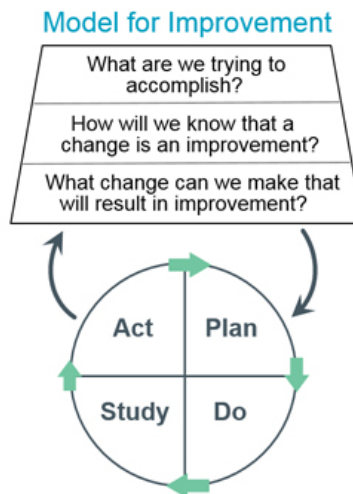 Model for Improvement
What are we trying to
accomplish?
How will we know that a
change is an improvement?
What change can we make that
will result in improvement?
Act
Plan
Study
Do